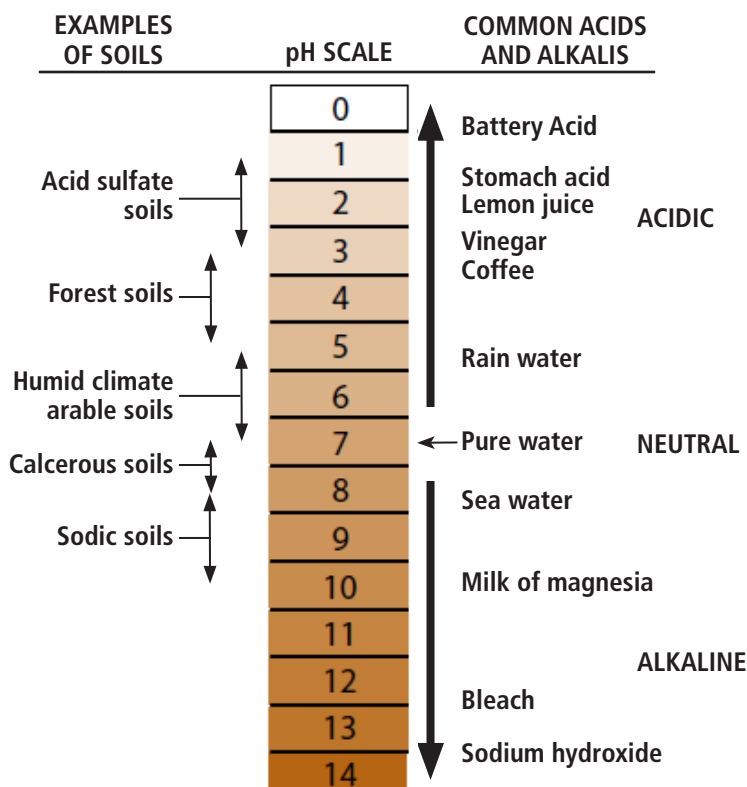 EXAMPLES
OF SOILS
pH SCALE
COMMON ACIDS
AND ALKALIS
0
1
2
3
4
5
6
7
8
9
10
11
12
13
14
Acid sulfate
soils
Forest soils
Humid climate
arable soils
Calcerous soils
Sodic soils
Battery Acid
Stomach acid
Lemon juice
Vinegar
Coffee
Rain water
Pure water
Sea water
Milk of magnesia
Bleach
Sodium hydroxide
ACIDIC
NEUTRAL
ALKALINE